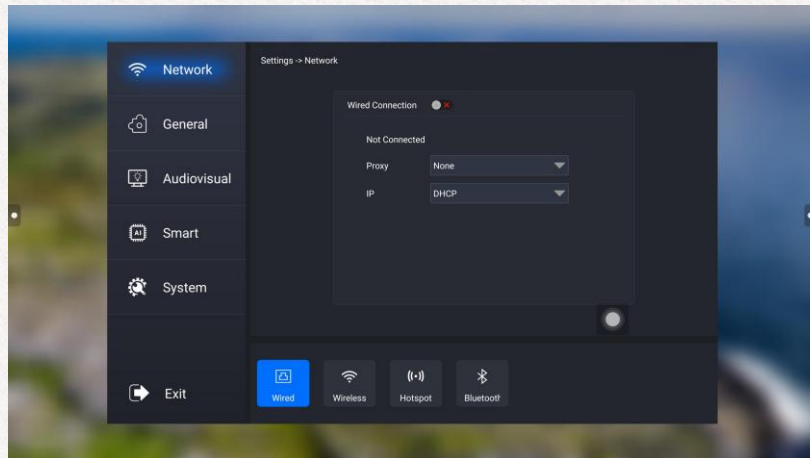 Network
General
Audiovisual
AI
Smart
System
Exit
Settings -> Network
Wired Connection
Not Connected
Proxy None
IP DHCP
Wired
Wireless
Hotspot
Bluetooth